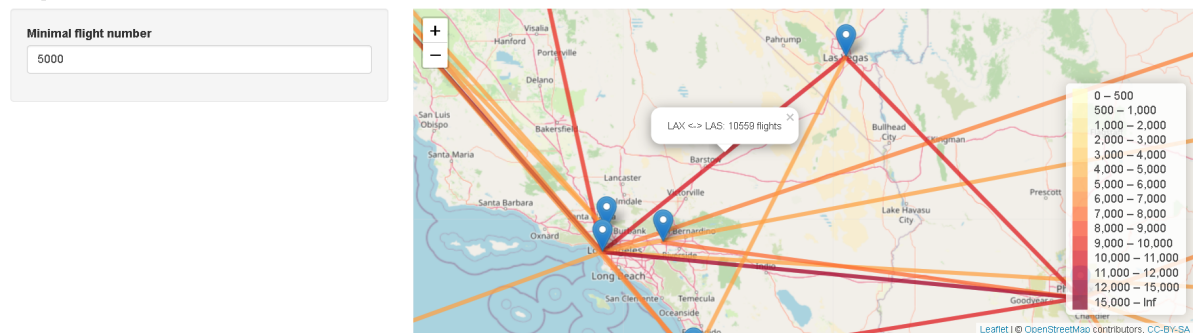 Minimal flight number
5000
+
−
Visalia
Hanford
Porterville
Delano
San Luis
Obispo
Bakersfield
Santa Maria
Lancaster
Santa Barbara
Oxnard
Burbank
Long Beach
San Clemente
Temecula
Oceanside
Riverside
Victorville
Barstow
LAX <-> LAS: 10559 flights
×
Pahrump
Las Vegas
Bullhead
City
Kingman
Lake Havasu
City
Prescott
Goodyear
Chandler
0 – 500
500 – 1,000
1,000 – 2,000
2,000 – 3,000
3,000 – 4,000
4,000 – 5,000
5,000 – 6,000
6,000 – 7,000
7,000 – 8,000
8,000 – 9,000
9,000 – 10,000
10,000 – 11,000
11,000 – 12,000
12,000 – 15,000
15,000 – Inf
Leaflet | © OpenStreetMap contributors, CC-BY-SA